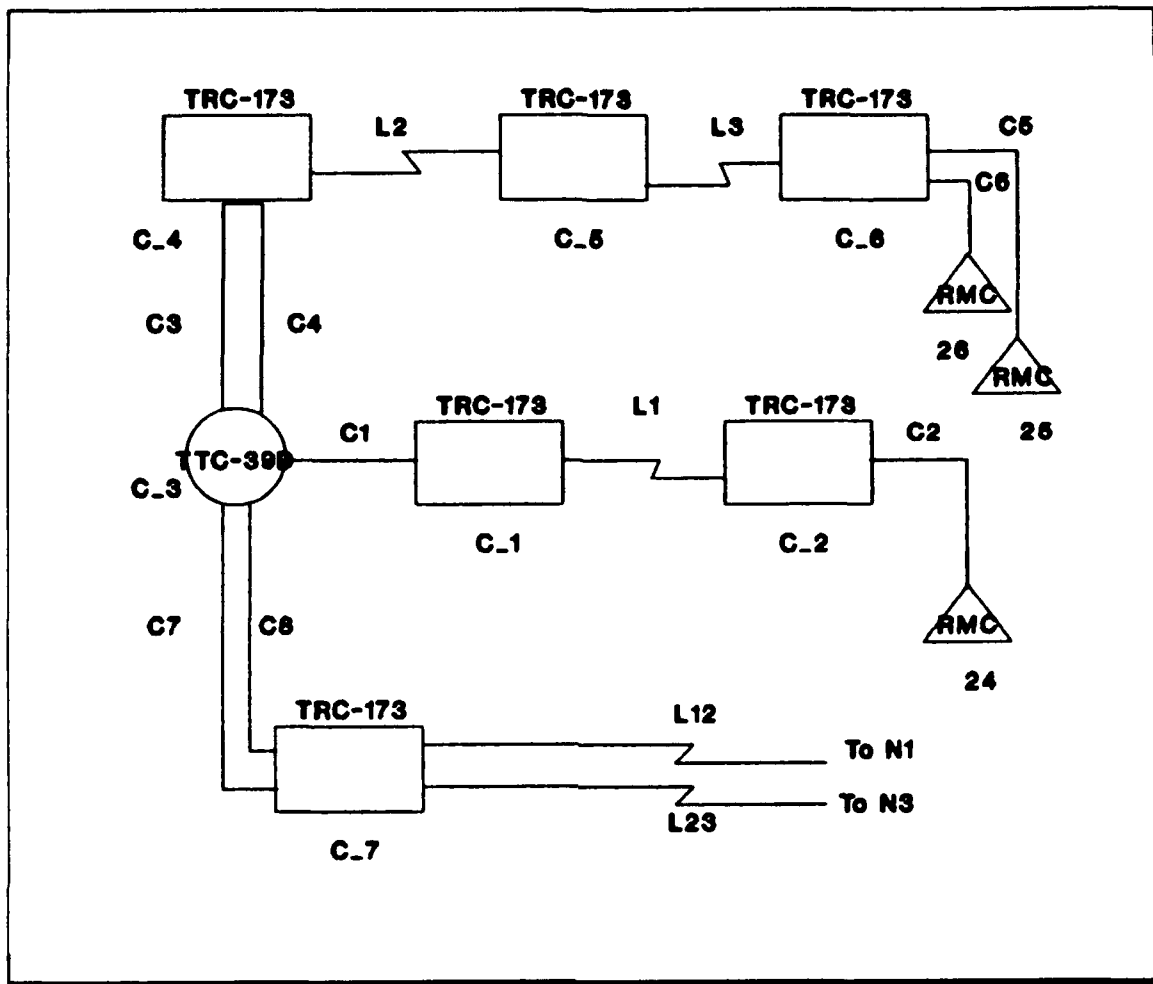 TRC-173
TRC-173
TRC-173
L2
L3
C5
C6
C_4
C_5
C_6
C3
C4
RMC
26
RMC
25
TRC-173
L1
TRC-173
C1
C2
TTC-39D
C_3
C_1
C_2
C7
C8
RMC
24
TRC-173
L12
To N1
To N3
L23
C_7